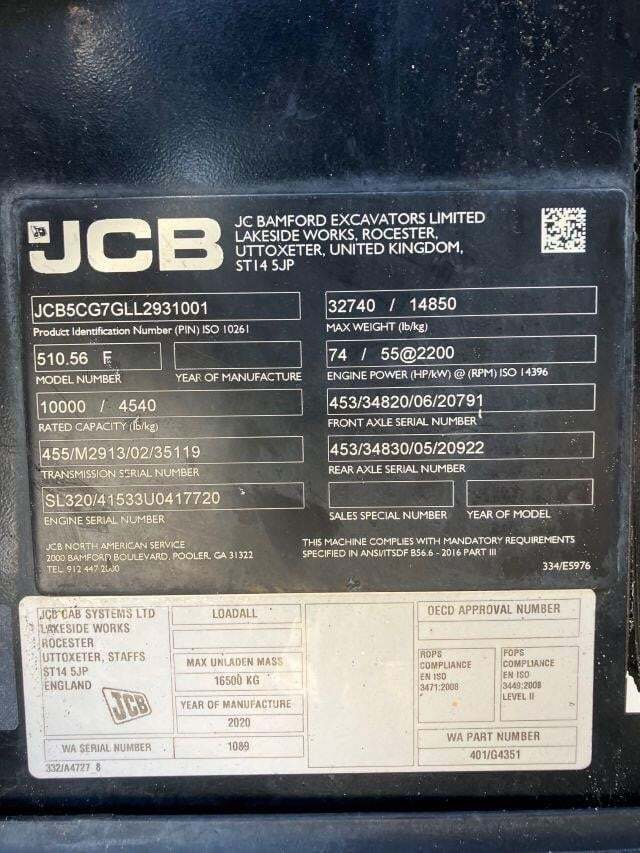 JCB
JC BAMFORD EXCAVATORS LIMITED
LAKESIDE WORKS, ROCESTER,
UTTOXETER, UNITED KINGDOM,
ST14 5JP
JCB5CG7GLL2931001
Product Identification Number (PIN) ISO 10261
32740 / 14850
MAX WEIGHT (lb/kg)
510.56 F
MODEL NUMBER
YEAR OF MANUFACTURE
74 / 55@2200
ENGINE POWER (HP/kW) @ (RPM) ISO 14396
10000 / 4540
RATED CAPACITY (lb/kg)
453/34820/06/20791
FRONT AXLE SERIAL NUMBER
455/M2913/02/35119
TRANSMISSION SERIAL NUMBER
453/34830/05/20922
REAR AXLE SERIAL NUMBER
SL320/41533U0417720
ENGINE SERIAL NUMBER
SALES SPECIAL NUMBER
YEAR OF MODEL
JCB NORTH AMERICAN SERVICE
2000 BAMFORD BOULEVARD, POOLER, GA 31322
TEL. 912 447 2000
THIS MACHINE COMPLIES WITH MANDATORY REQUIREMENTS
SPECIFIED IN ANSI/ITSDF B56.6 - 2016 PART III
334/E5976
JCB CAB SYSTEMS LTD
LAKESIDE WORKS
ROCESTER
UTTOXETER, STAFFS
ST14 5JP
ENGLAND
JCB
WA SERIAL NUMBER
332/A4727 8
LOADALL
MAX UNLADEN MASS
16500 KG
YEAR OF MANUFACTURE
2020
1089
OECD APPROVAL NUMBER
ROPS
COMPLIANCE
EN ISO
3471:2008
FOPS
COMPLIANCE
EN ISO
3449:2008
LEVEL II
WA PART NUMBER
401/G4351